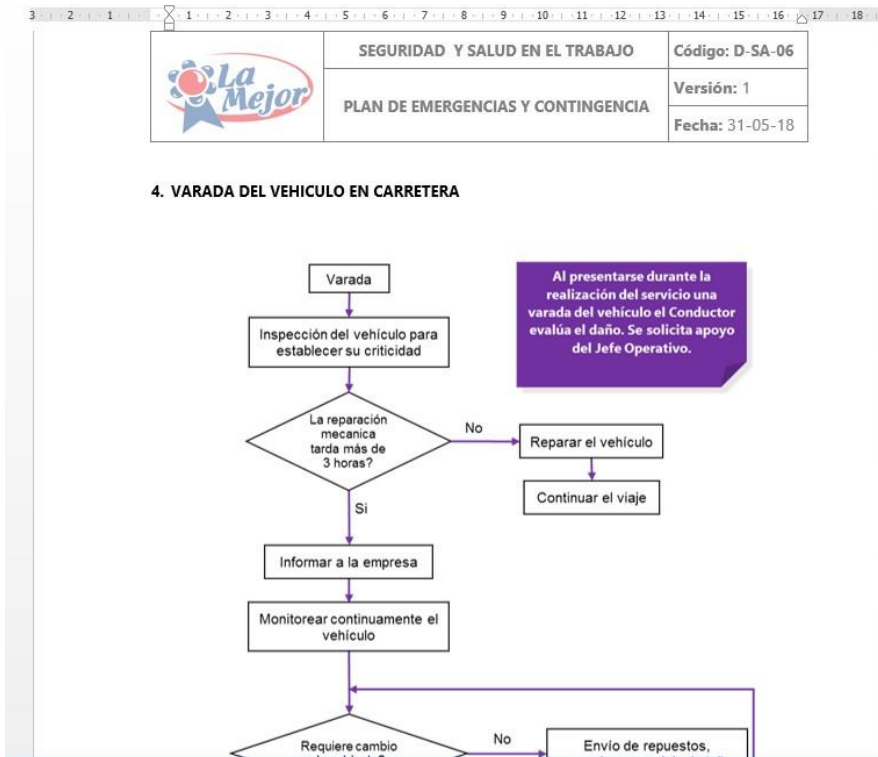 3 2 1 1 2 3 4 5 6 7 8 9 10 11 12 13 14 15 16 17 18
La
Mejor
SEGURIDAD Y SALUD EN EL TRABAJO
PLAN DE EMERGENCIAS Y CONTINGENCIA
Código: D-SA-06
Versión: 1
Fecha: 31-05-18
4. VARADA DEL VEHICULO EN CARRETERA
Varada
Al presentarse durante la
realización del servicio una
varada del vehículo el Conductor
evalúa el daño. Se solicita apoyo
del Jefe Operativo.
Inspección del vehículo para
establecer su criticidad
La reparación
mecanica
tarda más de
3 horas?
No
Reparar el vehículo
Continuar el viaje
Si
Informar a la empresa
Monitorear continuamente el
vehículo
Requiere cambio
No
Envío de repuestos,